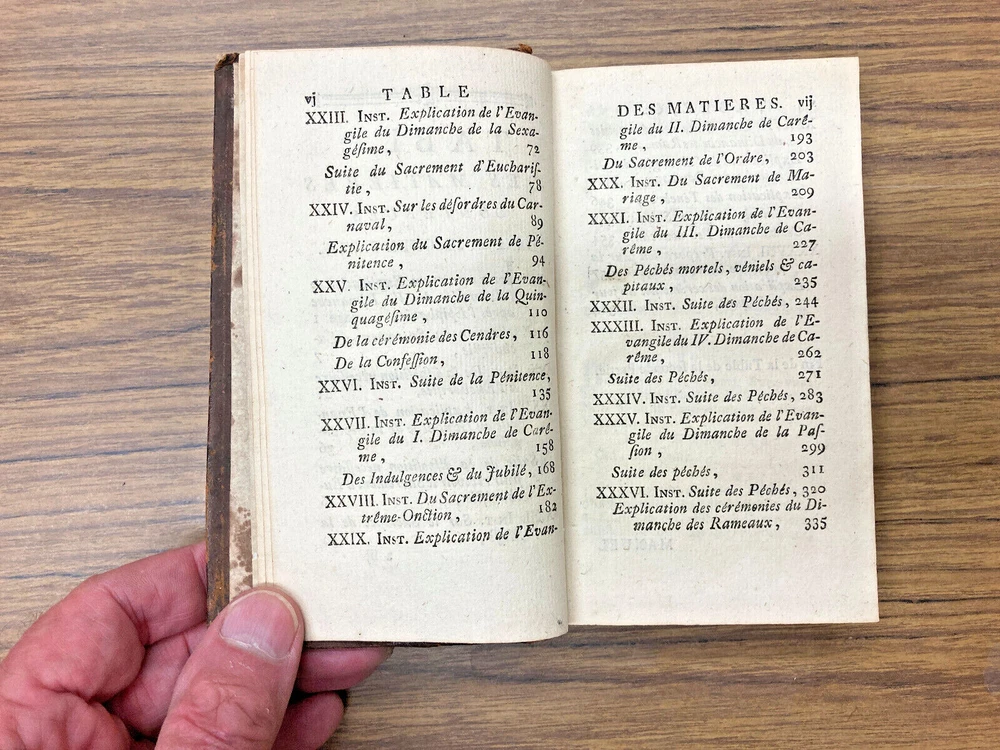 vj TABLE
XXIII. INST. Explication de l'Evan-
gile du Dimanche de la Sexa-
géſime, 72
Suite du Sacrement d'Euchariſ-
tie, 78
XXIV. INST. Sur les déſordres du Car-
naval, 89
Explication du Sacrement de Pé-
nitence, 94
XXV. INST. Explication de l'Evan-
gile du Dimanche de la Quin-
quagéſime, 110
De la cérémonie des Cendres, 116
De la Confeſſion, 118
XXVI. INST. Suite de la Pénitence,
135
XXVII. INST. Explication de l'Evan-
gile du I. Dimanche de Carê-
me, 158
Des Indulgences & du Jubilé, 168
XXVIII. INST. Du Sacrement de l'Ex-
trême-Onction, 182
XXIX. INST. Explication de l'Evan-
DES MATIERES. vij
gile du II. Dimanche de Carê-
me, 193
Du Sacrement de l'Ordre, 203
XXX. INST. Du Sacrement de Ma-
riage, 209
XXXI. INST. Explication de l'Evan-
gile du III. Dimanche de Ca-
rême, 227
Des Péchés mortels, véniels & ca-
pitaux, 235
XXXII. INST. Suite des Péchés, 244
XXXIII. INST. Explication de l'E-
vangile du IV. Dimanche de Ca-
rême, 262
Suite des Péchés, 271
XXXIV. INST. Suite des Péchés, 283
XXXV. INST. Explication de l'Evan-
gile du Dimanche de la Paſ-
ſion, 299
Suite des péchés, 311
XXXVI. INST. Suite des Péchés, 320
Explication des cérémonies du Di-
manche des Rameaux, 335